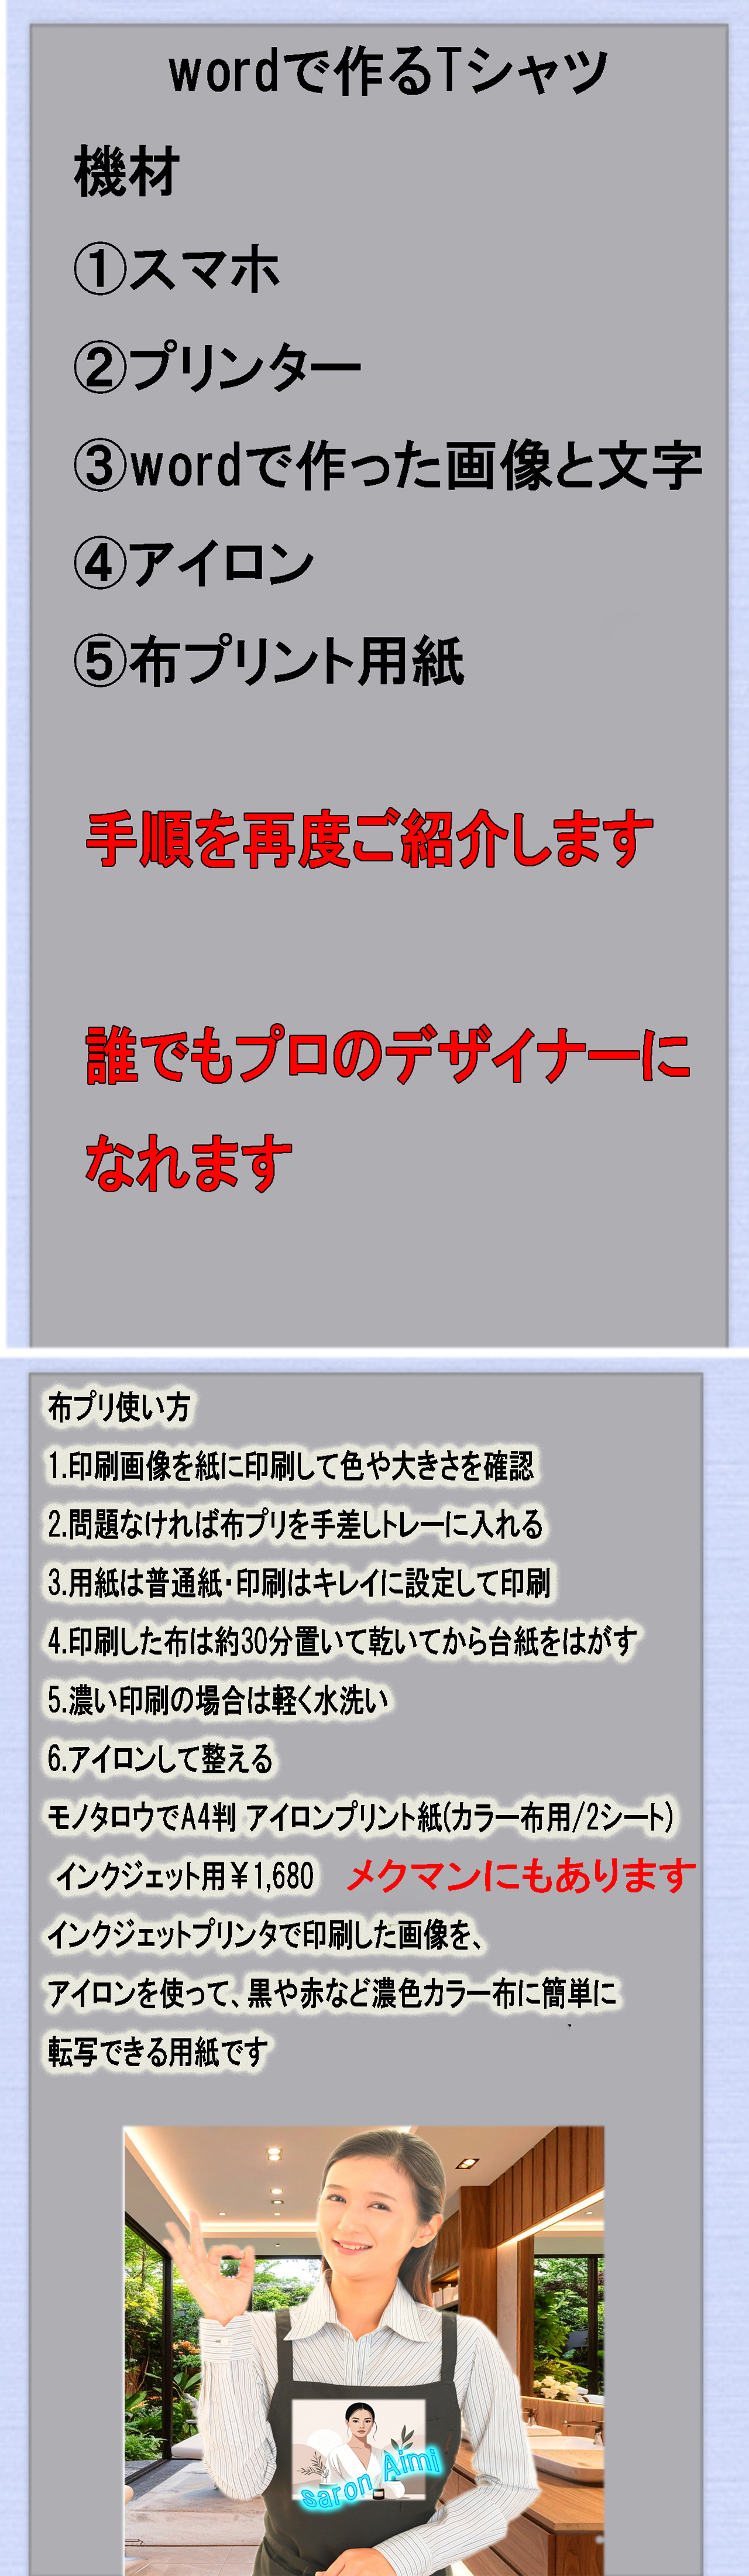 wordで作るTシャツ
機材
①スマホ
②プリンター
③wordで作った画像と文字
④アイロン
⑤布プリント用紙
手順を再度ご紹介します
誰でもプロのデザイナーに
なれます
布プリ使い方
1.印刷画像を紙に印刷して色や大きさを確認
2.問題なければ布プリを手差しトレーに入れる
3.用紙は普通紙・印刷はキレイに設定して印刷
4.印刷した布は約30分置いて乾いてから台紙をはがす
5.濃い印刷の場合は軽く水洗い
6.アイロンして整える
モノタロウでA4判 アイロンプリント紙(カラー布用/2シート)
インクジェット用￥1,680 メクマンにもあります
インクジェットプリンタで印刷した画像を、
アイロンを使って、黒や赤など濃色カラー布に簡単に
転写できる用紙です
saron Aimi